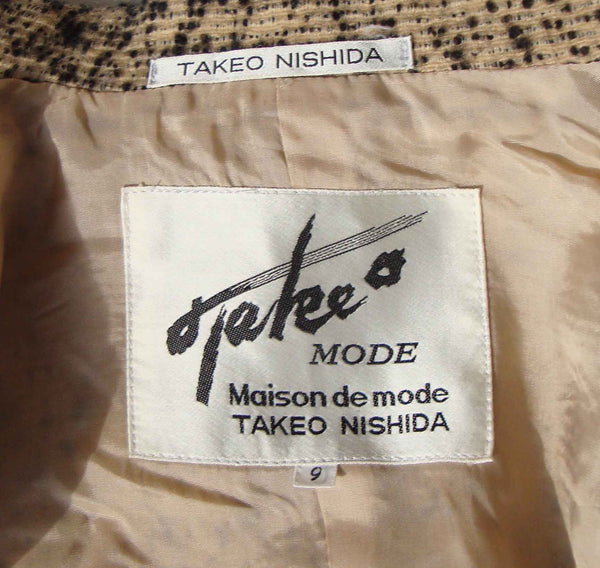 TAKEO NISHIDA
Takeo
MODE
Maison de mode
TAKEO NISHIDA
9